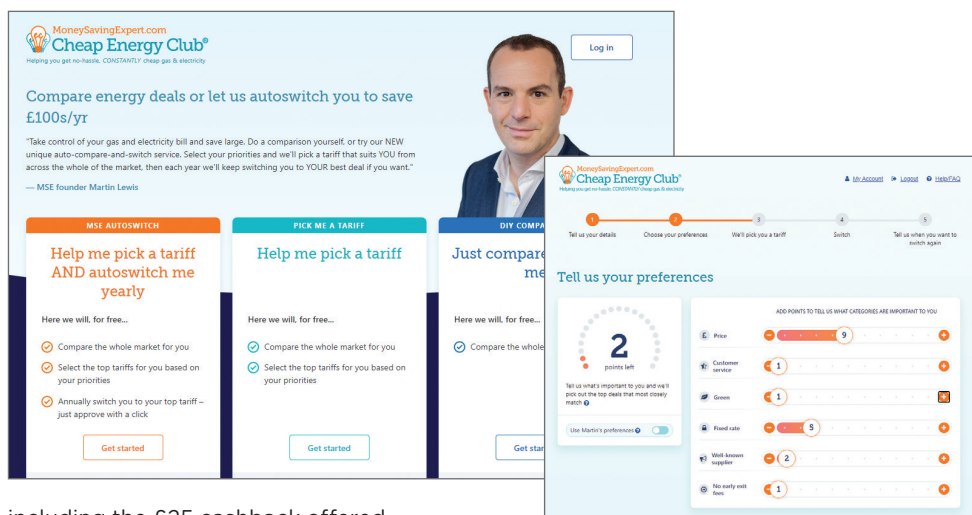 MoneySavingExpert.com
Cheap Energy Club®
Helping you get no-hassle, CONSTANTLY cheap gas & electricity
Log in
Compare energy deals or let us autoswitch you to save
£100s/yr
"Take control of your gas and electricity bill and save large. Do a comparison yourself, or try our NEW
unique auto-compare-and-switch service. Select your priorities and we'll pick a tariff that suits YOU from
across the whole of the market, then each year we'll keep switching you to YOUR best deal if you want."
— MSE founder Martin Lewis
MSE AUTOSWITCH
Help me pick a tariff
AND autoswitch me
yearly
Here we will, for free...
Compare the whole market for you
Select the top tariffs for you based on
your priorities
Annually switch you to your top tariff –
just approve with a click
Get started
PICK ME A TARIFF
Help me pick a tariff
Here we will, for free...
Compare the whole market for you
Select the top tariffs for you based on
your priorities
Get started
DIY COMPA
Just compare
me
Here we will, for free...
Compare the whole
Get star
MoneySavingExpert.com
Cheap Energy Club®
Helping you get no-hassle, CONSTANTLY cheap gas & electricity
My Account Logout Help/FAQ
1 2 3 4 5
Tell us your details Choose your preferences We'll pick you a tariff Switch Tell us when you want to
switch again
Tell us your preferences
2
points left
Tell us what's important to you and we'll
pick out the top deals that most closely
match
Use Martin's preferences
ADD POINTS TO TELL US WHAT CATEGORIES ARE IMPORTANT TO YOU
£ Price 9
Customer
service 1
Green 1
Fixed rate 5
Well-known
supplier 2
No early exit
fees 1
including the £25 cashback offered